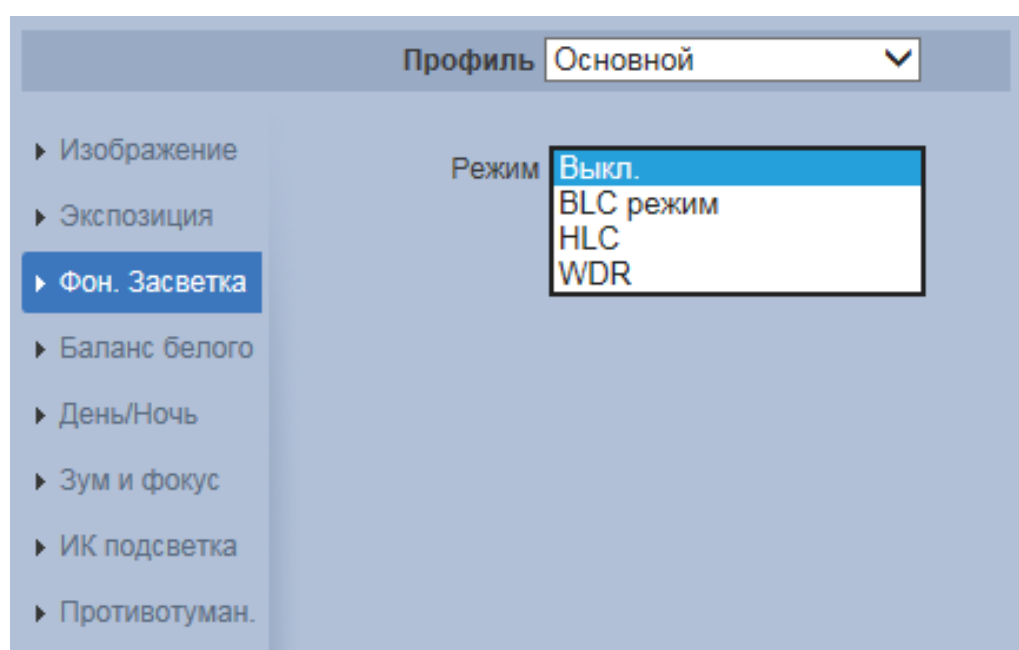 Профиль Основной
Изображение
Режим Выкл.
BLC режим
HLC
WDR
Экспозиция
Фон. Засветка
Баланс белого
День/Ночь
Зум и фокус
ИК подсветка
Противотуман.